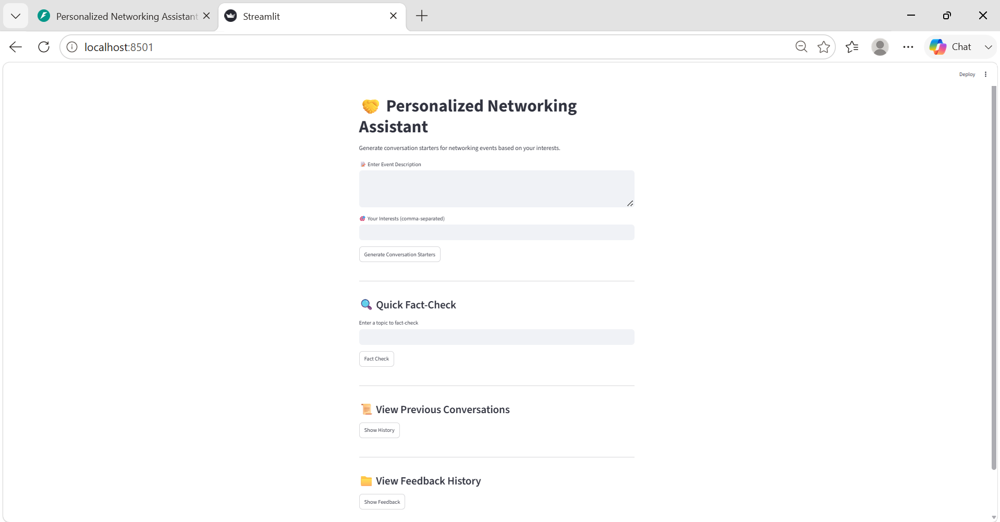 Personalized Networking Assistant
Streamlit
localhost:8501
Chat
Deploy
Personalized Networking
Assistant
Generate conversation starters for networking events based on your interests.
Enter Event Description
Your Interests (comma-separated)
Generate Conversation Starters
Quick Fact-Check
Enter a topic to fact-check
Fact Check
View Previous Conversations
Show History
View Feedback History
Show Feedback